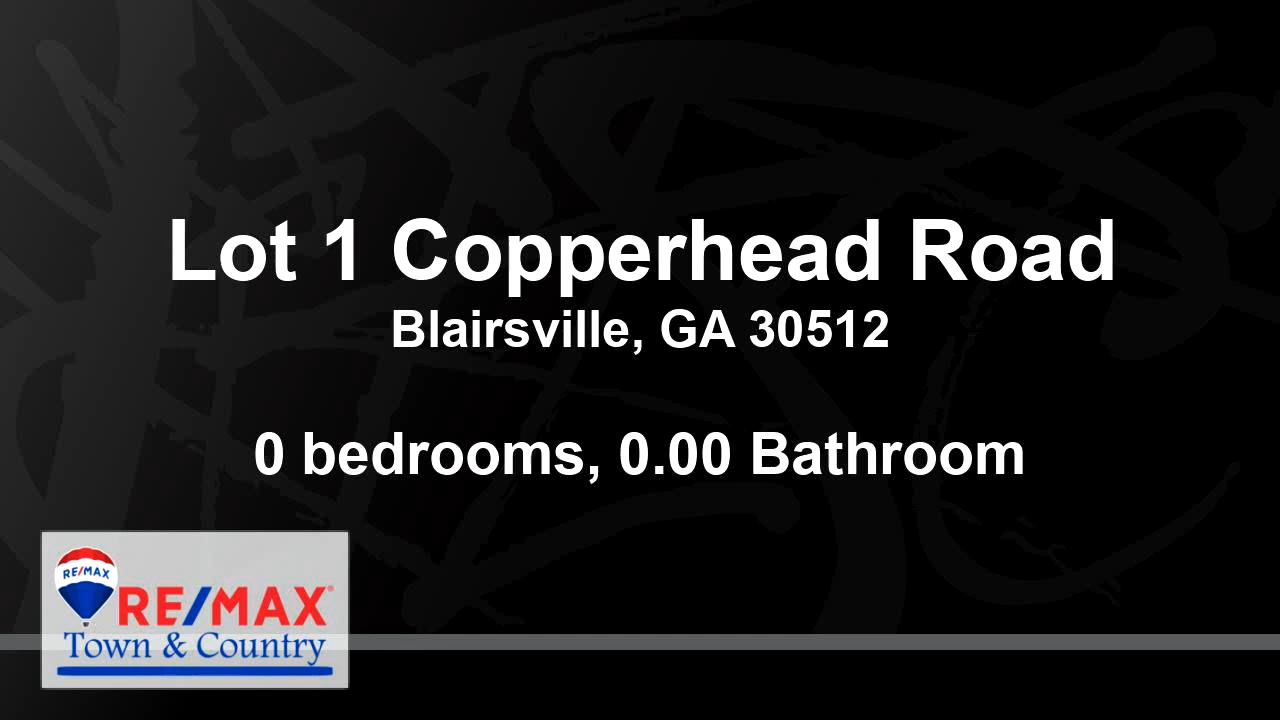 Lot 1 Copperhead Road
Blairsville, GA 30512
0 bedrooms, 0.00 Bathroom
RE/MAX
RE/MAX®
Town & Country